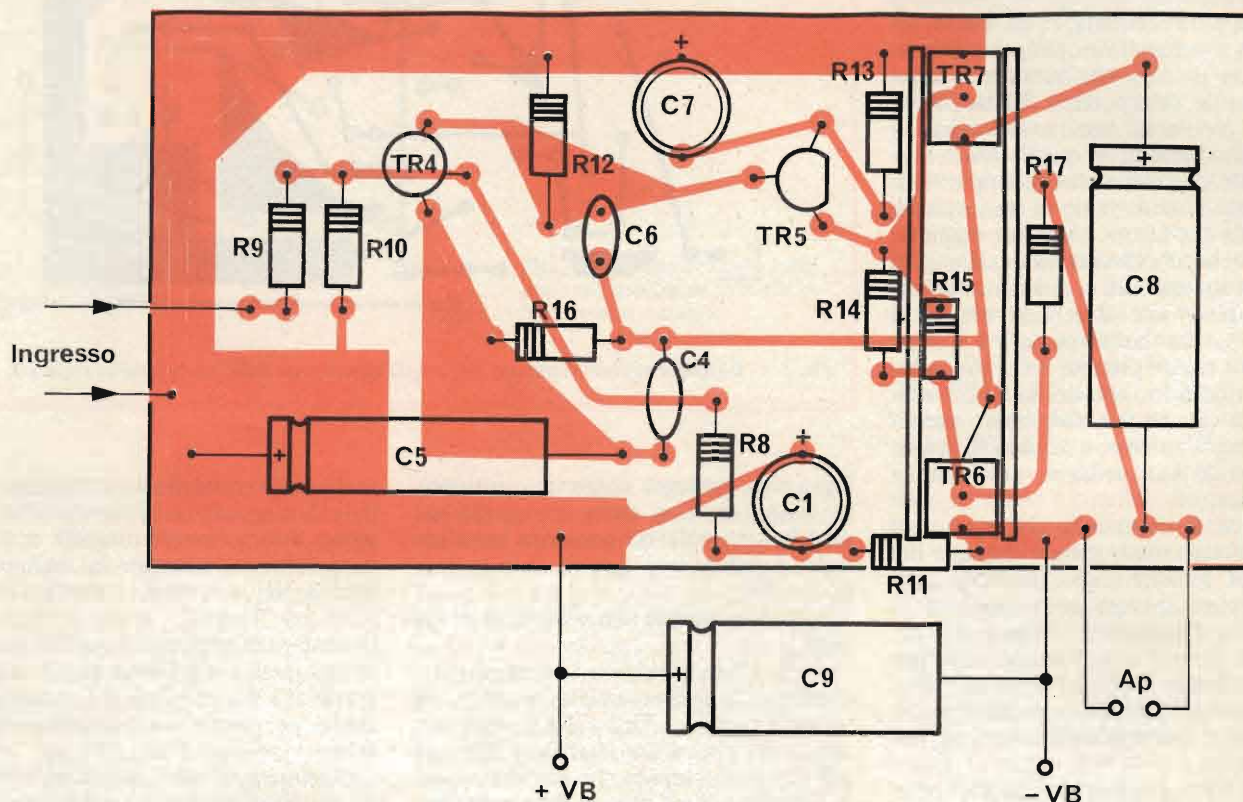 +
TR7
R13
C7
TR4
R12
R17
+
R9
R10
C6
TR5
C8
R15
R16
R14
Ingresso
C4
+
C5
R8
+
TR6
C1
R11
+
C9
Ap
+ VB
− VB